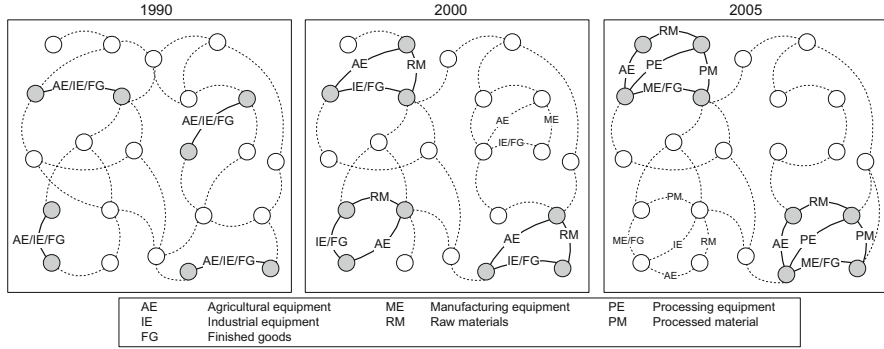 1990
AE/IE/FG
AE/IE/FG
AE/IE/FG
AE/IE/FG
2000
AE
RM
IE/FG
AE
ME
IE/FG
RM
IE/FG
AE
AE
RM
IE/FG
2005
RM
AE
PE
PM
ME/FG
PM
ME/FG
IE
RM
AE
RM
AE
PE
PM
ME/FG
AE Agricultural equipment ME Manufacturing equipment PE Processing equipment
IE Industrial equipment RM Raw materials PM Processed material
FG Finished goods